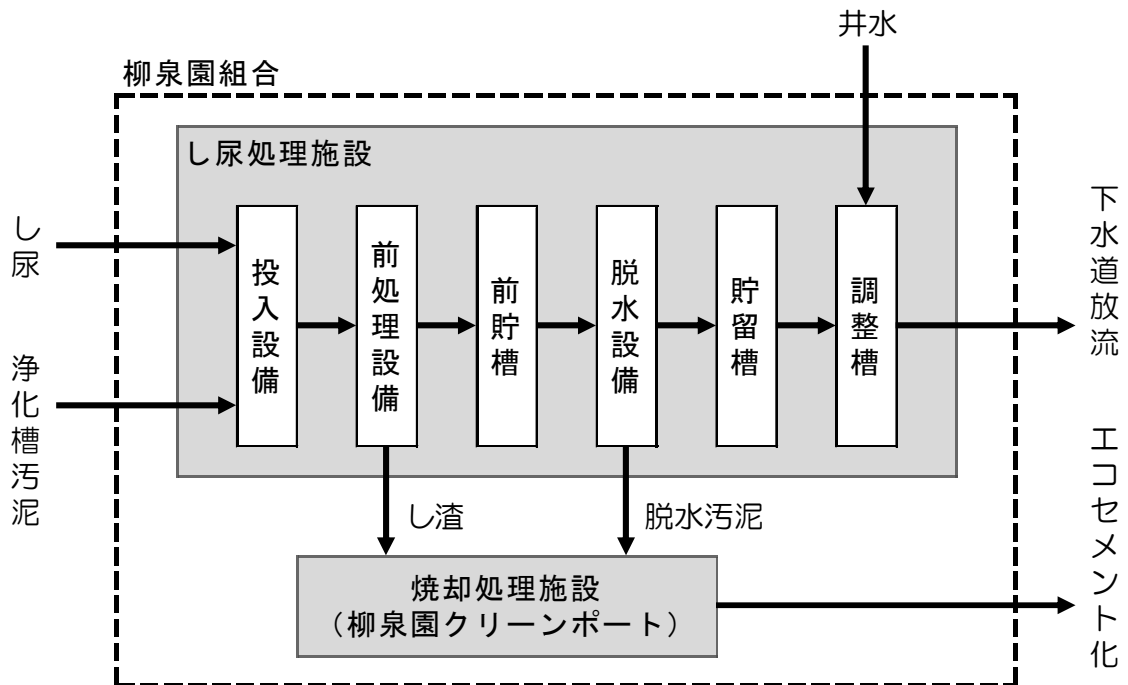 井水
柳泉園組合
し尿処理施設
し尿
浄化槽汚泥
投入設備
前処理設備
前貯槽
脱水設備
貯留槽
調整槽
下水道放流
し渣
脱水汚泥
焼却処理施設
（柳泉園クリーンポート）
エコセメント化